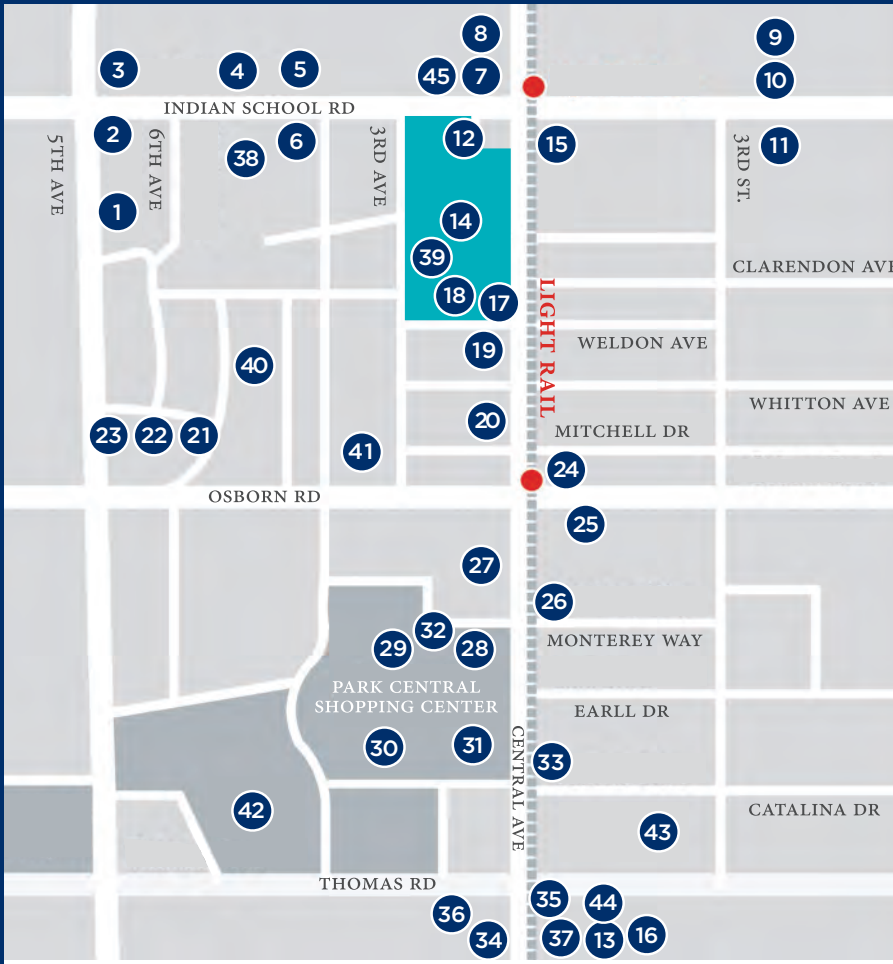 8
9
3
4
5
45
7
10
INDIAN SCHOOL RD
2
6
12
15
11
38
5TH AVE
6TH AVE
3RD AVE
3RD ST.
1
14
39
CLARENDON AVE
18
17
LIGHT RAIL
WELDON AVE
19
40
WHITTON AVE
20
MITCHELL DR
23
22
21
41
24
OSBORN RD
25
27
26
32
MONTEREY WAY
29
28
PARK CENTRAL
SHOPPING CENTER
EARLL DR
30
31
CENTRAL AVE
33
42
CATALINA DR
43
THOMAS RD
35
44
36
34
37
13
16